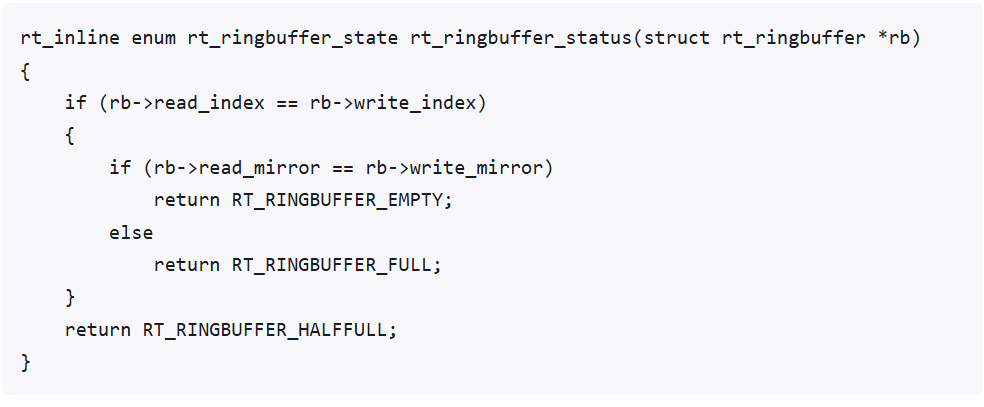 rt_inline enum rt_ringbuffer_state rt_ringbuffer_status(struct rt_ringbuffer *rb)
{
    if (rb->read_index == rb->write_index)
    {
        if (rb->read_mirror == rb->write_mirror)
            return RT_RINGBUFFER_EMPTY;
        else
            return RT_RINGBUFFER_FULL;
    }
    return RT_RINGBUFFER_HALFFULL;
}